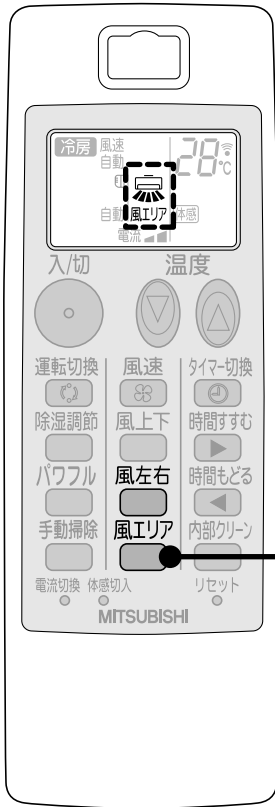 冷房 風速 28℃
自動
自動 風エリア 体感
電流
入/切 温度
運転切換 風速 タイマー切換
除湿調節 風上下 時間すすむ
パワフル 風左右 時間もどる
手動掃除 風エリア 内部クリーン
電流切換 体感切入 リセット
MITSUBISHI